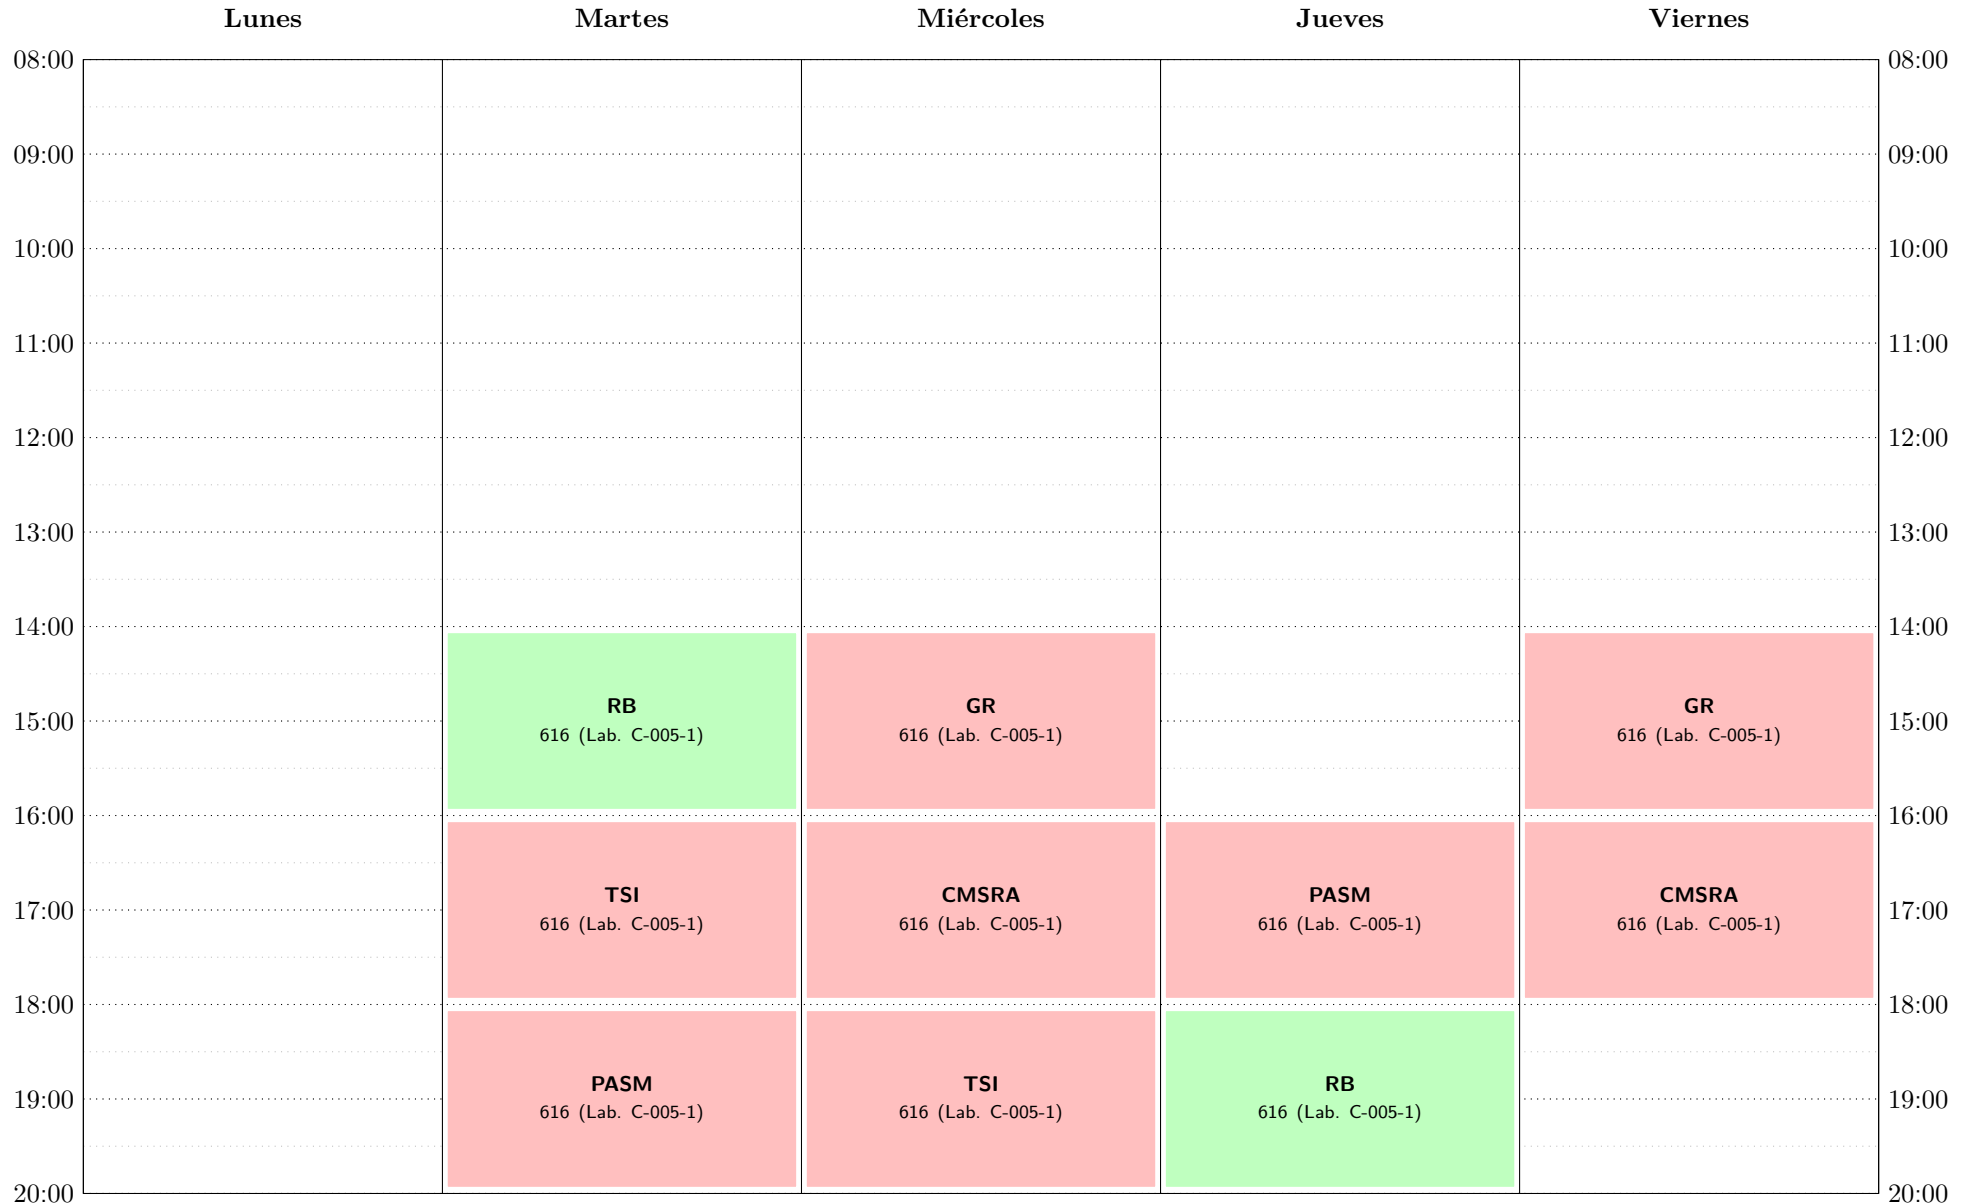 Lunes Martes Miércoles Jueves Viernes
08:00 08:00
09:00 09:00
10:00 10:00
11:00 11:00
12:00 12:00
13:00 13:00
14:00 14:00
RB GR GR
15:00 616 (Lab. C-005-1) 616 (Lab. C-005-1) 616 (Lab. C-005-1) 15:00
16:00 16:00
TSI CMSRA PASM CMSRA
17:00 616 (Lab. C-005-1) 616 (Lab. C-005-1) 616 (Lab. C-005-1) 616 (Lab. C-005-1) 17:00
18:00 18:00
PASM TSI RB
19:00 616 (Lab. C-005-1) 616 (Lab. C-005-1) 616 (Lab. C-005-1) 19:00
20:00 20:00